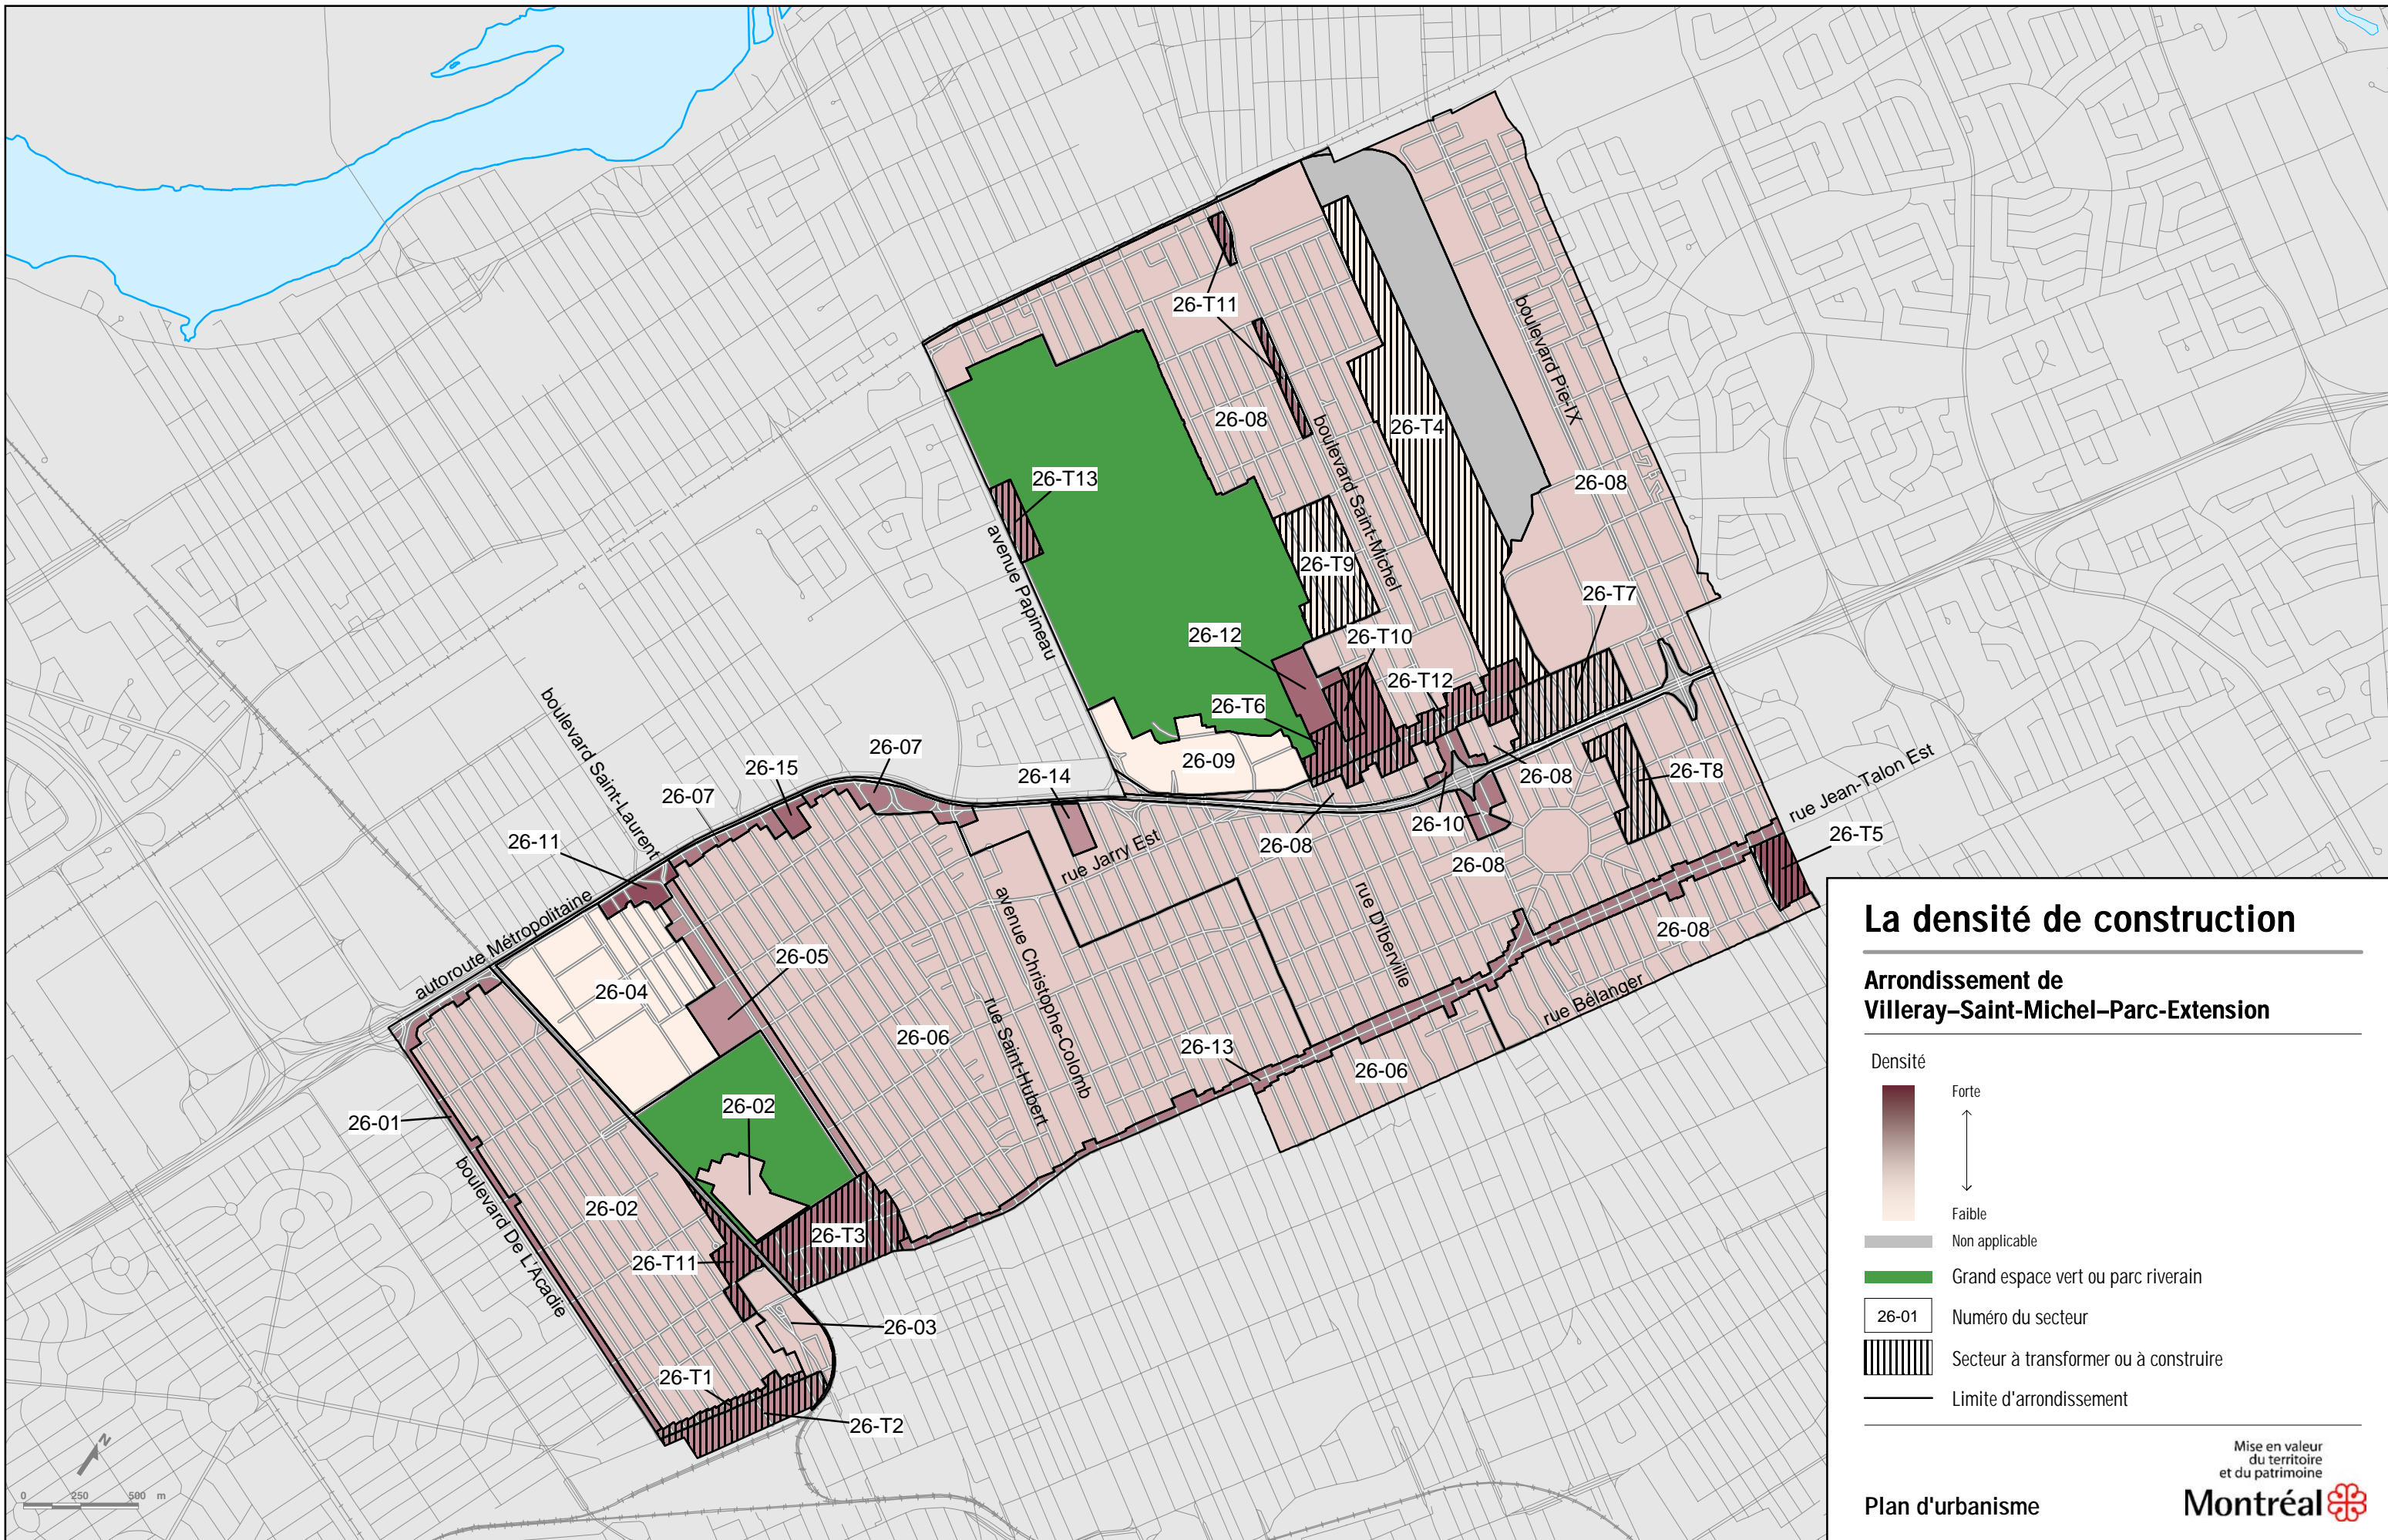 26-T11
boulevard Pie-IX
26-08
boulevard Saint-Michel
26-T4
26-T13
26-08
avenue Papineau
26-T9
26-T7
26-12
26-T10
26-T12
26-T6
boulevard Saint-Laurent
26-07
26-09
26-15
26-14
26-08
26-T8
26-07
rue Jean-Talon Est
26-10
26-T5
26-11
26-08
rue Jarry Est
26-08
autoroute Métropolitaine
avenue Christophe-Colomb
rue D'Iberville
26-08
26-05
26-04
rue Bélanger
rue Saint-Hubert
26-06
26-13
26-06
26-02
26-01
boulevard De L'Acadie
26-02
26-T3
26-T11
26-03
26-T1
26-T2
N
0 250 500 m
La densité de construction
Arrondissement de
Villeray–Saint-Michel–Parc-Extension
Densité
Forte
Faible
Non applicable
Grand espace vert ou parc riverain
26-01 Numéro du secteur
Secteur à transformer ou à construire
Limite d'arrondissement
Mise en valeur
du territoire
et du patrimoine
Plan d'urbanisme
Montréal